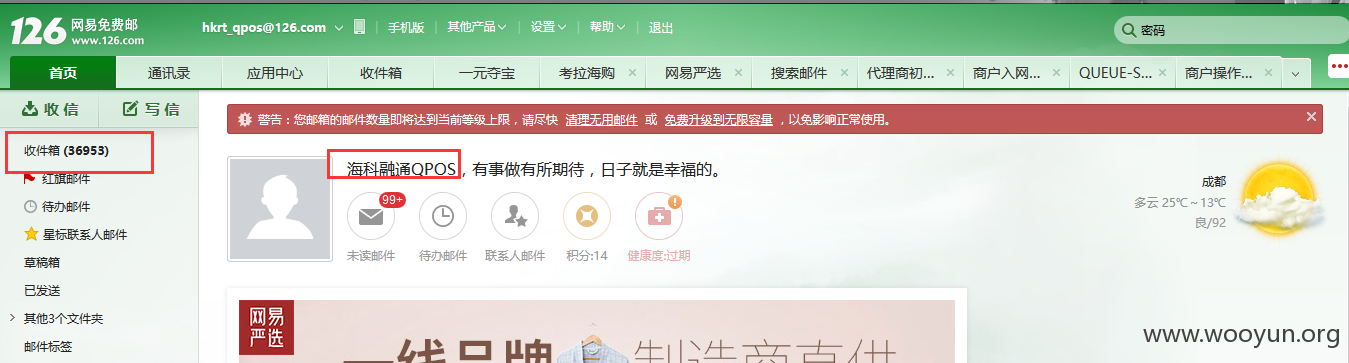 126 网易免费邮
www.126.com
hkrt_qpos@126.com 手机版 其他产品 设置 帮助 退出
密码
首页 通讯录 应用中心 收件箱 一元夺宝 考拉海购 × 网易严选 × 搜索邮件 × 代理商初... × 商户入网... × QUEUE-S... × 商户操作... ×
收信 写信
警告：您邮箱的邮件数量即将达到当前等级上限，请尽快 清理无用邮件 或 免费升级到无限容量 ，以免影响正常使用。 ×
收件箱 (36953)
红旗邮件
待办邮件
星标联系人邮件
草稿箱
已发送
其他3个文件夹
邮件标签
海科融通QPOS，有事做有所期待，日子就是幸福的。
99+
未读邮件 待办邮件 联系人邮件 积分:14 健康度:过期
成都
多云 25℃~13℃
良/92
网易严选
一线品牌 制造商直供
www.wooyun.org